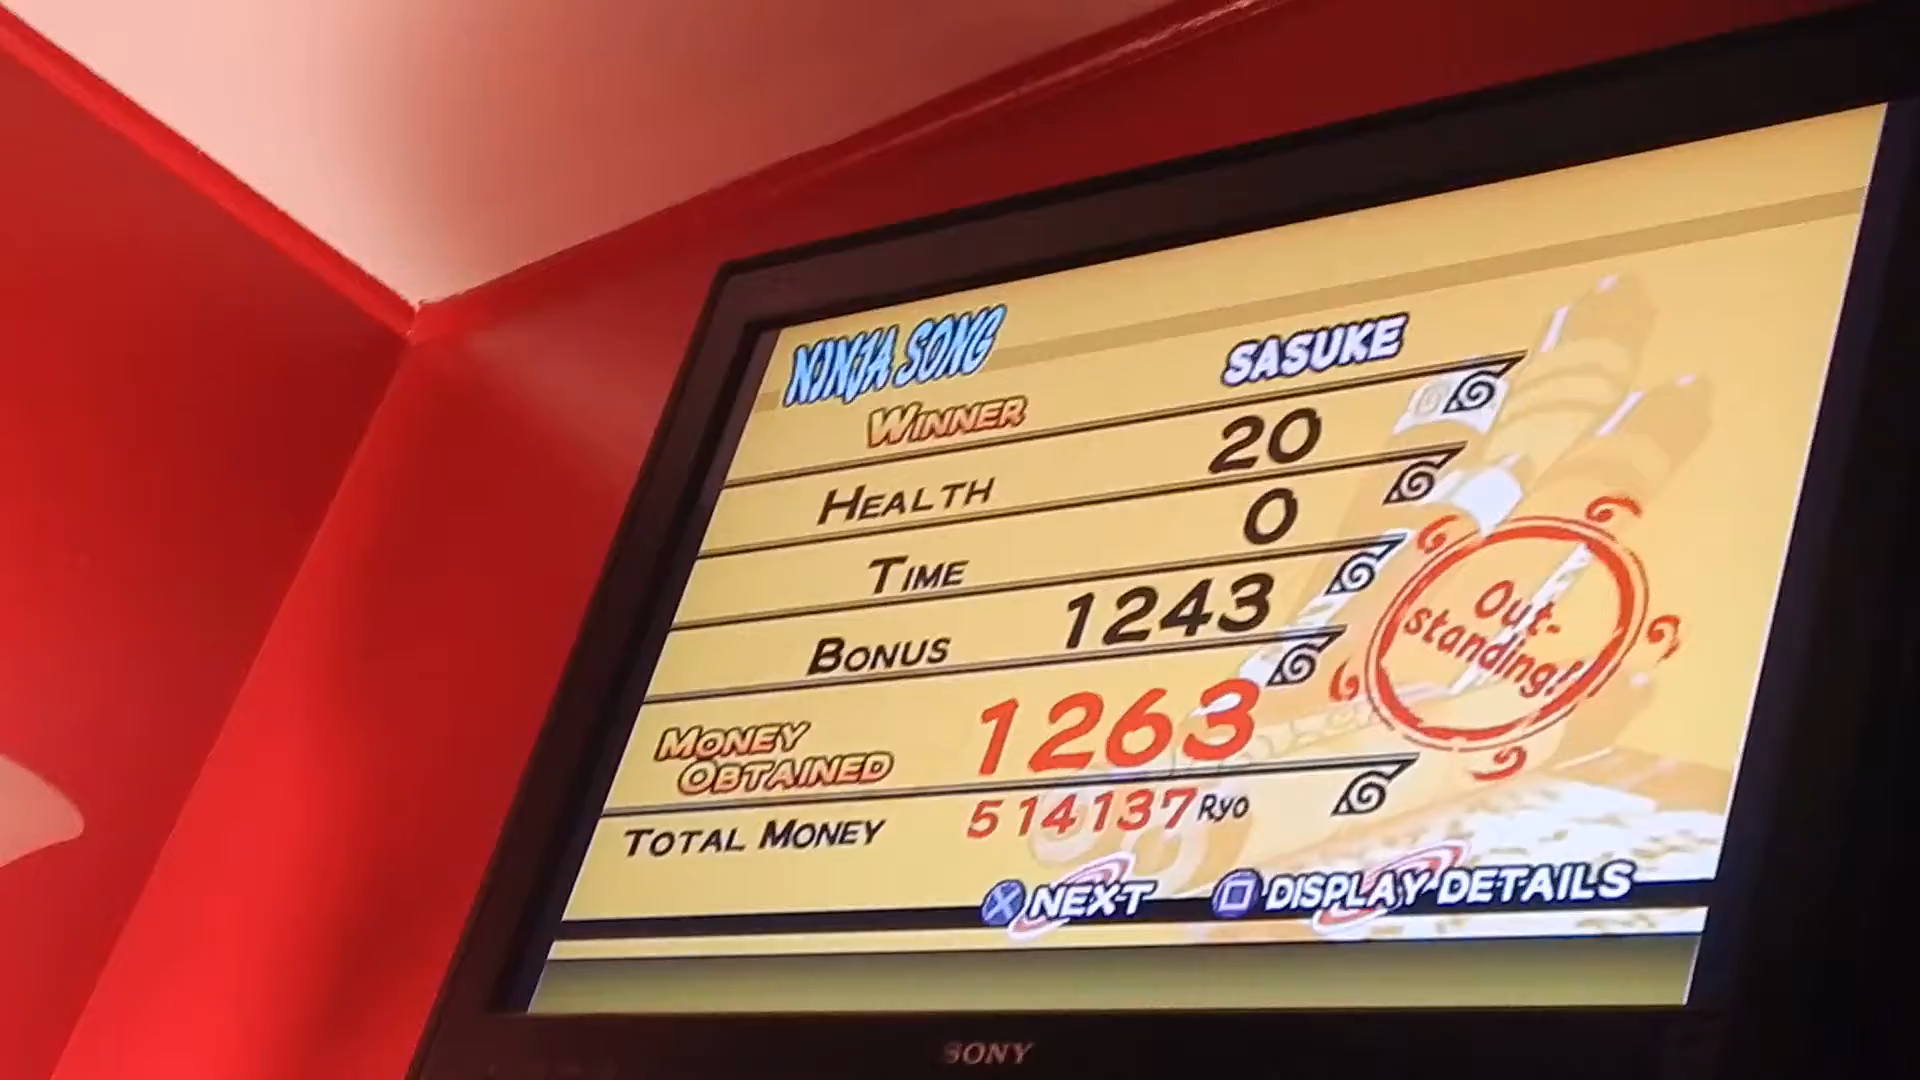 NINJA SONG
WINNER SASUKE
HEALTH 20
TIME 0
BONUS 1243
MONEY
OBTAINED 1263
TOTAL MONEY 514137 Ryo
Out-
standing!
NEXT DISPLAY DETAILS
SONY